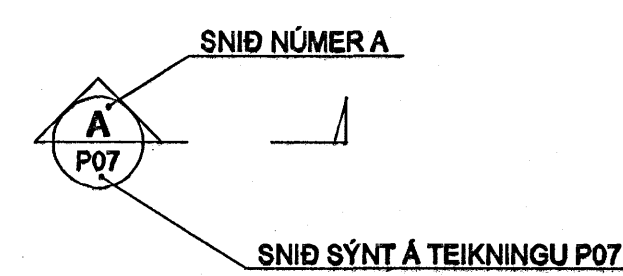 SNIÐ NÚMER A
A
P07
SNIÐ SÝNT Á TEIKNINGU P07